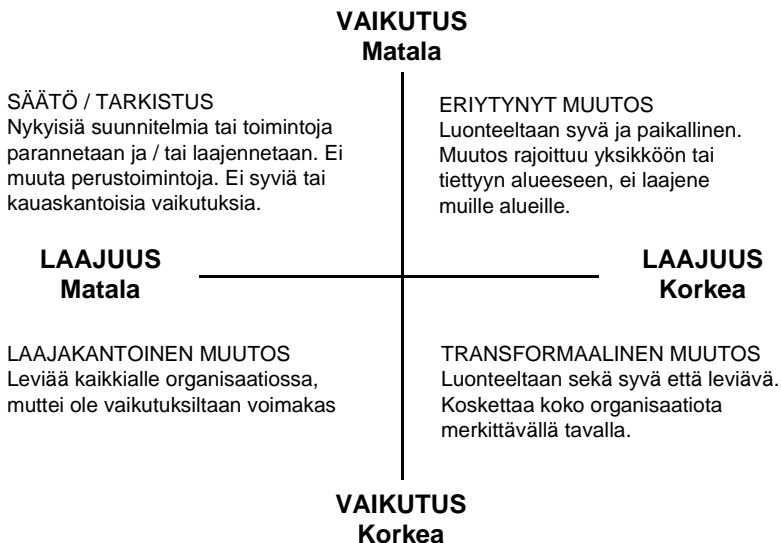 VAIKUTUS
Matala
SÄÄTÖ / TARKISTUS
Nykyisiä suunnitelmia tai toimintoja
parannetaan ja / tai laajennetaan. Ei
muuta perustoimintoja. Ei syviä tai
kauaskantoisia vaikutuksia.
ERIYTYNYT MUUTOS
Luonteeltaan syvä ja paikallinen.
Muutos rajoittuu yksikköön tai
tiettyyn alueeseen, ei laajene
muille alueille.
LAAJUUS
Matala
LAAJUUS
Korkea
LAAJAKANTOINEN MUUTOS
Leviää kaikkialle organisaatiossa,
muttei ole vaikutuksiltaan voimakas
TRANSFORMAALINEN MUUTOS
Luonteeltaan sekä syvä että leviävä.
Koskettaa koko organisaatiota
merkittävällä tavalla.
VAIKUTUS
Korkea